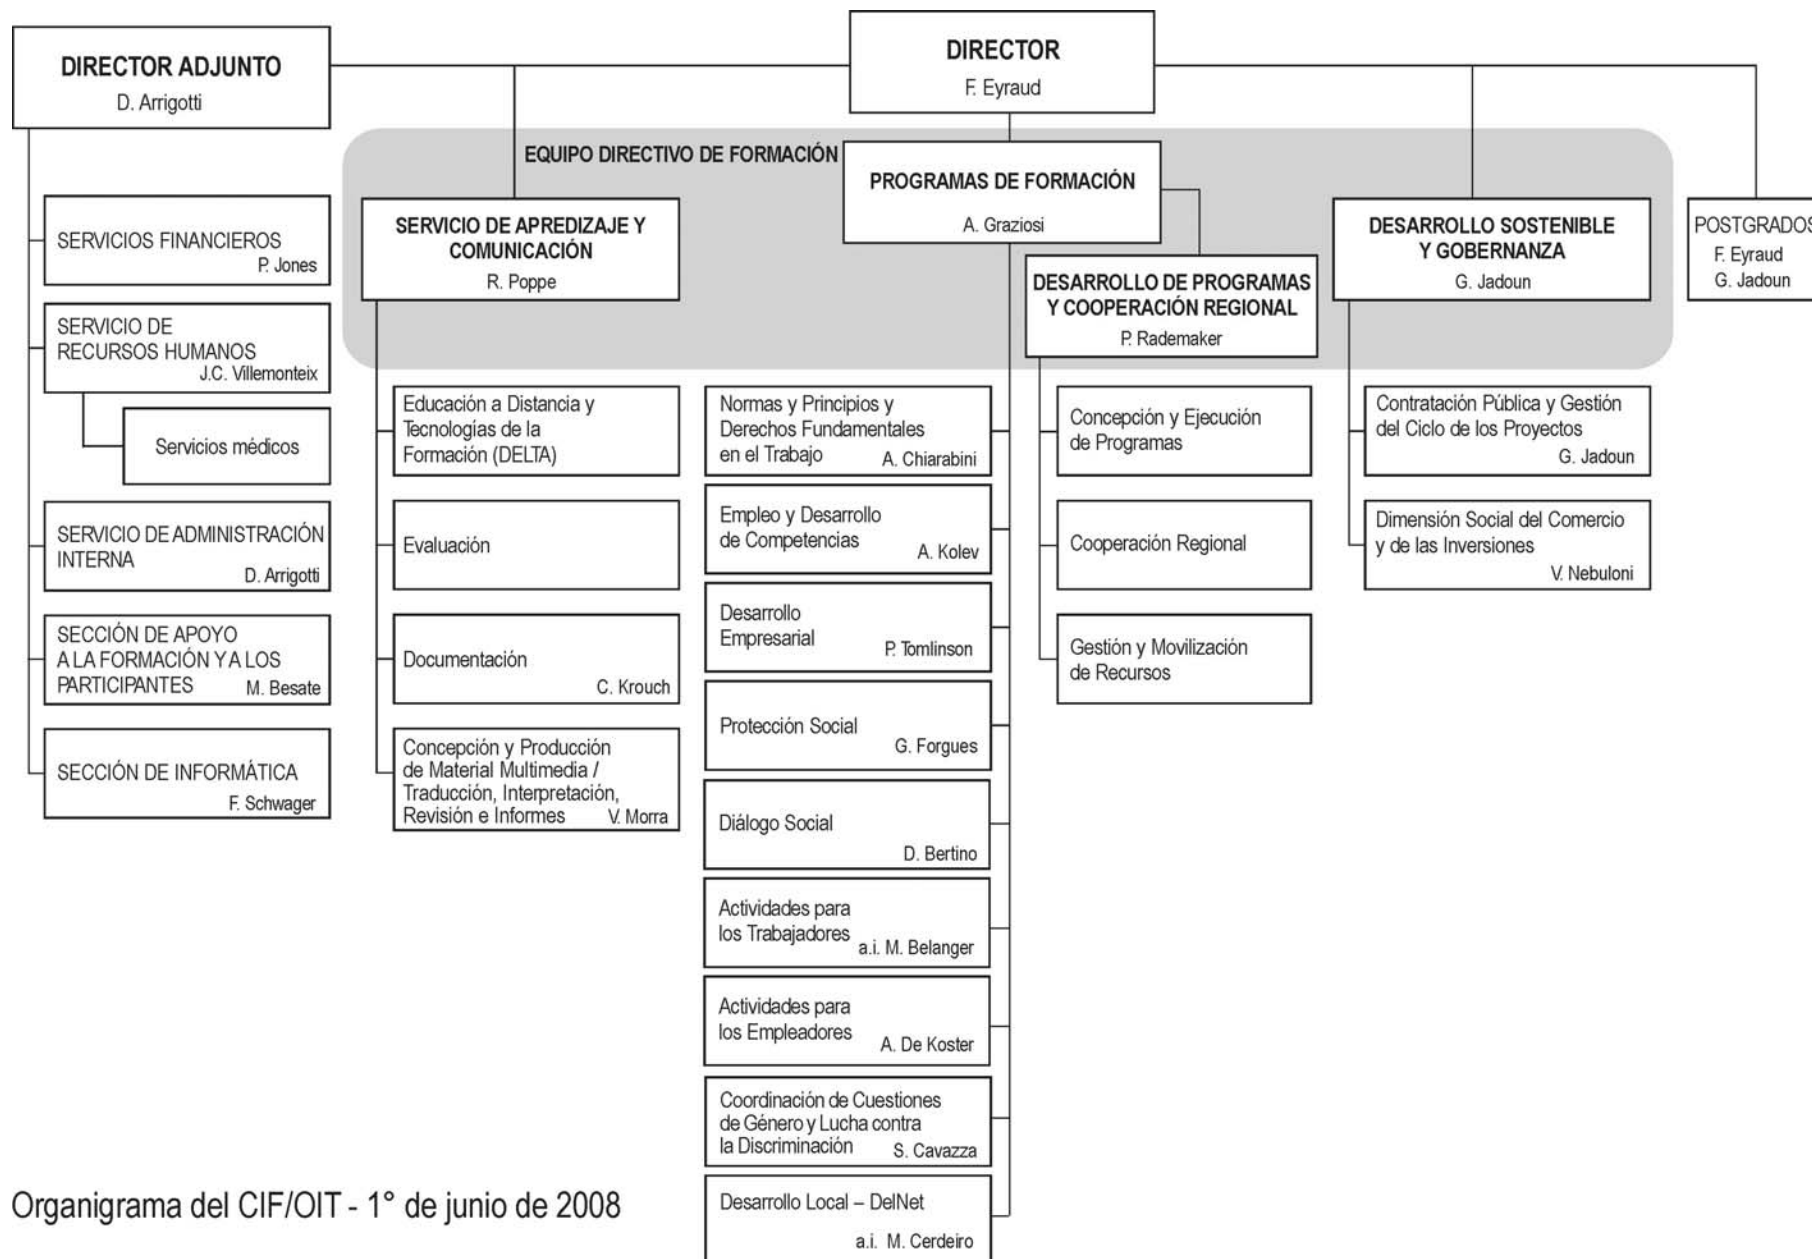 DIRECTOR ADJUNTO
D. Arrigotti
DIRECTOR
F. Eyraud
EQUIPO DIRECTIVO DE FORMACIÓN
PROGRAMAS DE FORMACIÓN
A. Graziosi
SERVICIO DE APREDIZAJE Y
COMUNICACIÓN
R. Poppe
DESARROLLO DE PROGRAMAS
Y COOPERACIÓN REGIONAL
P. Rademaker
DESARROLLO SOSTENIBLE
Y GOBERNANZA
G. Jadoun
POSTGRADOS
F. Eyraud
G. Jadoun
SERVICIOS FINANCIEROS
P. Jones
SERVICIO DE
RECURSOS HUMANOS
J.C. Villemonteix
Servicios médicos
SERVICIO DE ADMINISTRACIÓN
INTERNA
D. Arrigotti
SECCIÓN DE APOYO
A LA FORMACIÓN Y A LOS
PARTICIPANTES M. Besate
SECCIÓN DE INFORMÁTICA
F. Schwager
Educación a Distancia y
Tecnologías de la
Formación (DELTA)
Evaluación
Documentación
C. Krouch
Concepción y Producción
de Material Multimedia /
Traducción, Interpretación,
Revisión e Informes V. Morra
Normas y Principios y
Derechos Fundamentales
en el Trabajo A. Chiarabini
Empleo y Desarrollo
de Competencias
A. Kolev
Desarrollo
Empresarial
P. Tomlinson
Protección Social
G. Forgues
Diálogo Social
D. Bertino
Actividades para
los Trabajadores
a.i. M. Belanger
Actividades para
los Empleadores
A. De Koster
Coordinación de Cuestiones
de Género y Lucha contra
la Discriminación S. Cavazza
Desarrollo Local – DelNet
a.i. M. Cerdeiro
Concepción y Ejecución
de Programas
Cooperación Regional
Gestión y Movilización
de Recursos
Contratación Pública y Gestión
del Ciclo de los Proyectos
G. Jadoun
Dimensión Social del Comercio
y de las Inversiones
V. Nebuloni
Organigrama del CIF/OIT - 1° de junio de 2008